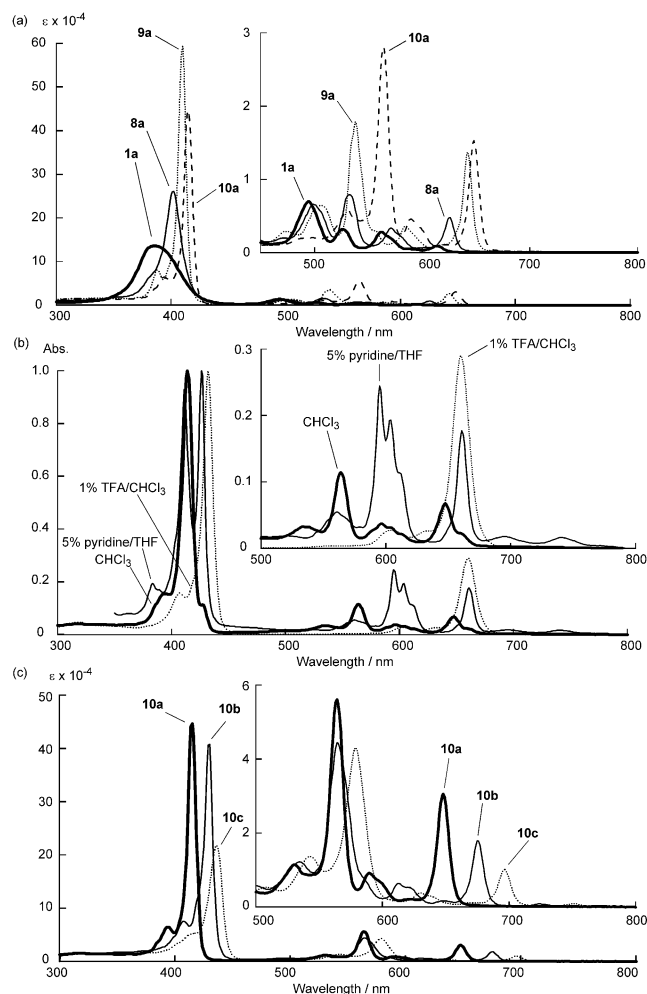 (a) ε x 10⁻⁴
60
50
40
30
20
10
0
300 400 500 600 700 800
Wavelength / nm
9a
8a
1a
10a
3
2
1
0
500 600 700 800
10a
9a
1a
8a
(b) Abs.
1.0
0.8
0.6
0.4
0.2
0
300 400 500 600 700 800
Wavelength / nm
1% TFA/CHCl₃
5% pyridine/THF
CHCl₃
0.3
0.2
0.1
0
500 600 700 800
5% pyridine/THF
1% TFA/CHCl₃
CHCl₃
(c) ε x 10⁻⁴
50
40
30
20
10
0
300 400 500 600 700 800
Wavelength / nm
10a
10b
10c
6
4
2
0
500 600 700 800
10a
10b
10c